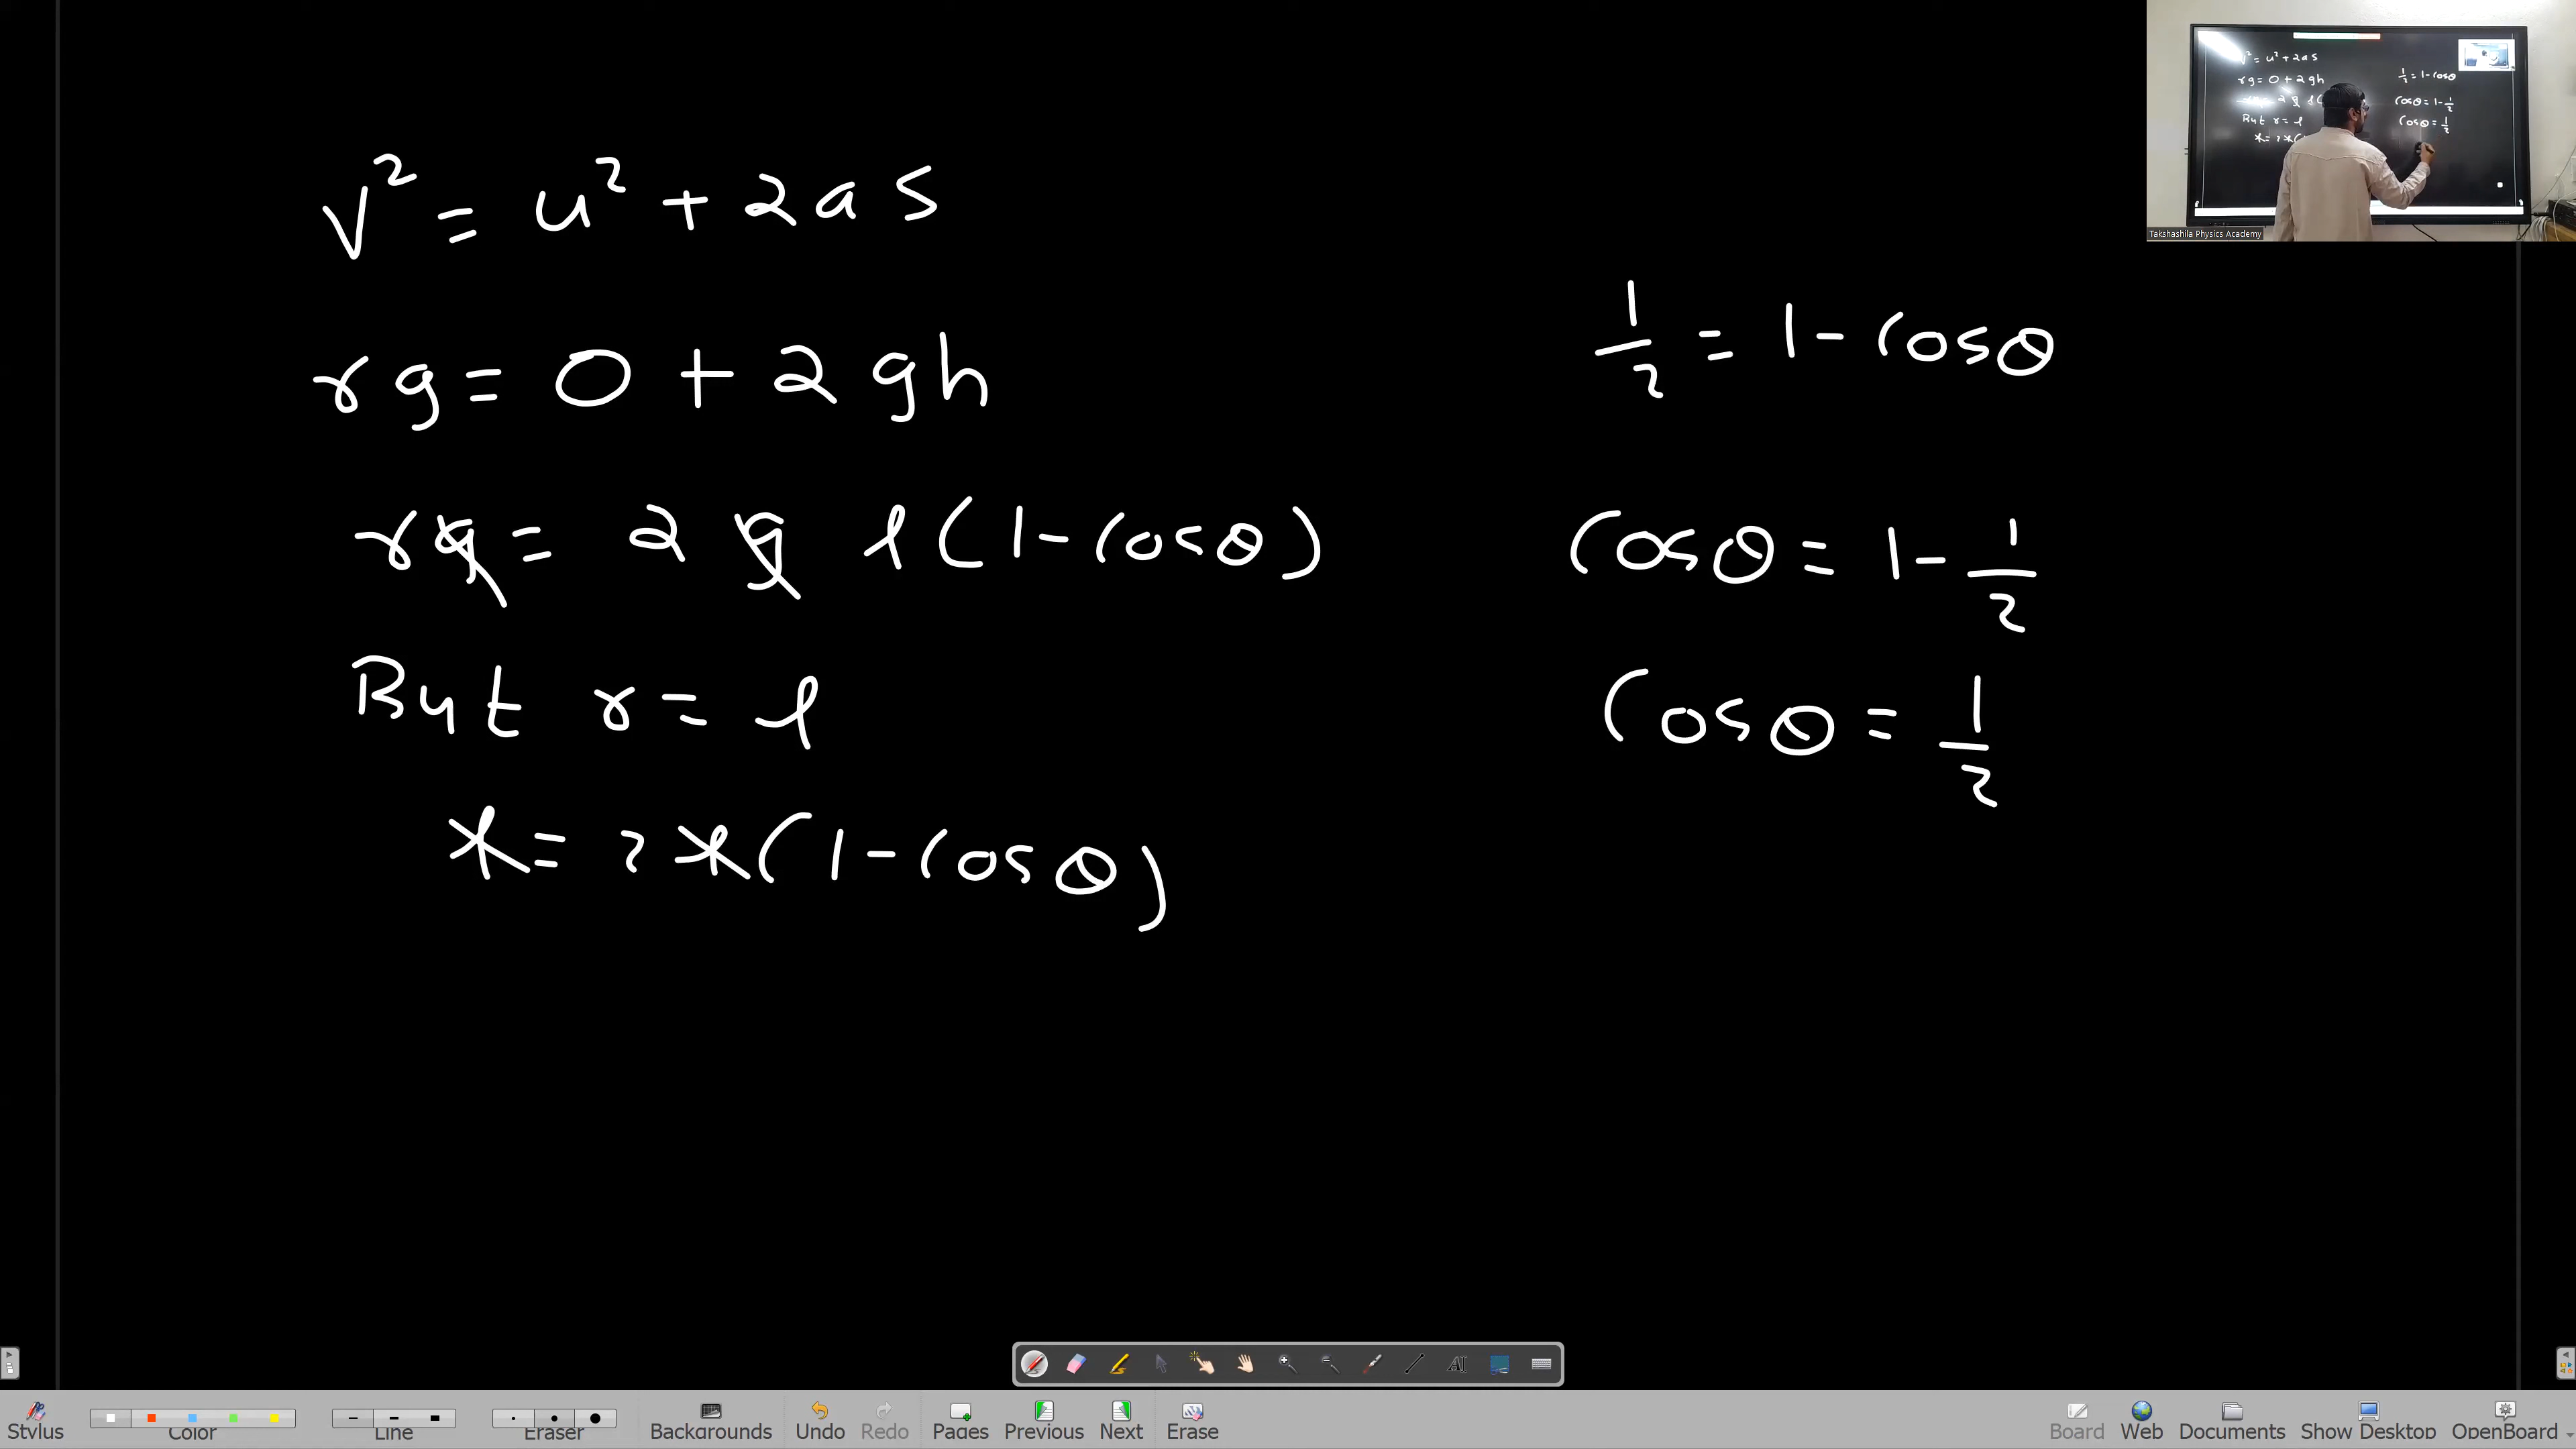 v² = u² + 2as
rg = 0 + 2gh
rg = 2 g l (1 - cosθ)
But r = l
l = 2 l (1 - cosθ)
1/2 = 1 - cosθ
cosθ = 1 - 1/2
cosθ = 1/2
Takshashila Physics Academy
Stylus Color Line Eraser Backgrounds Undo Redo Pages Previous Next Erase Board Web Documents Show Desktop OpenBoard